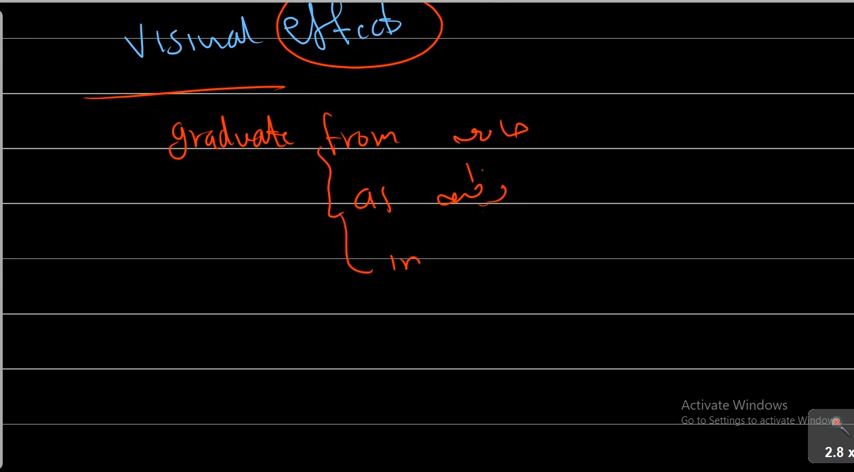 visual effects
graduate from
as
in
Activate Windows
Go to Settings to activate Windows
2.8 x